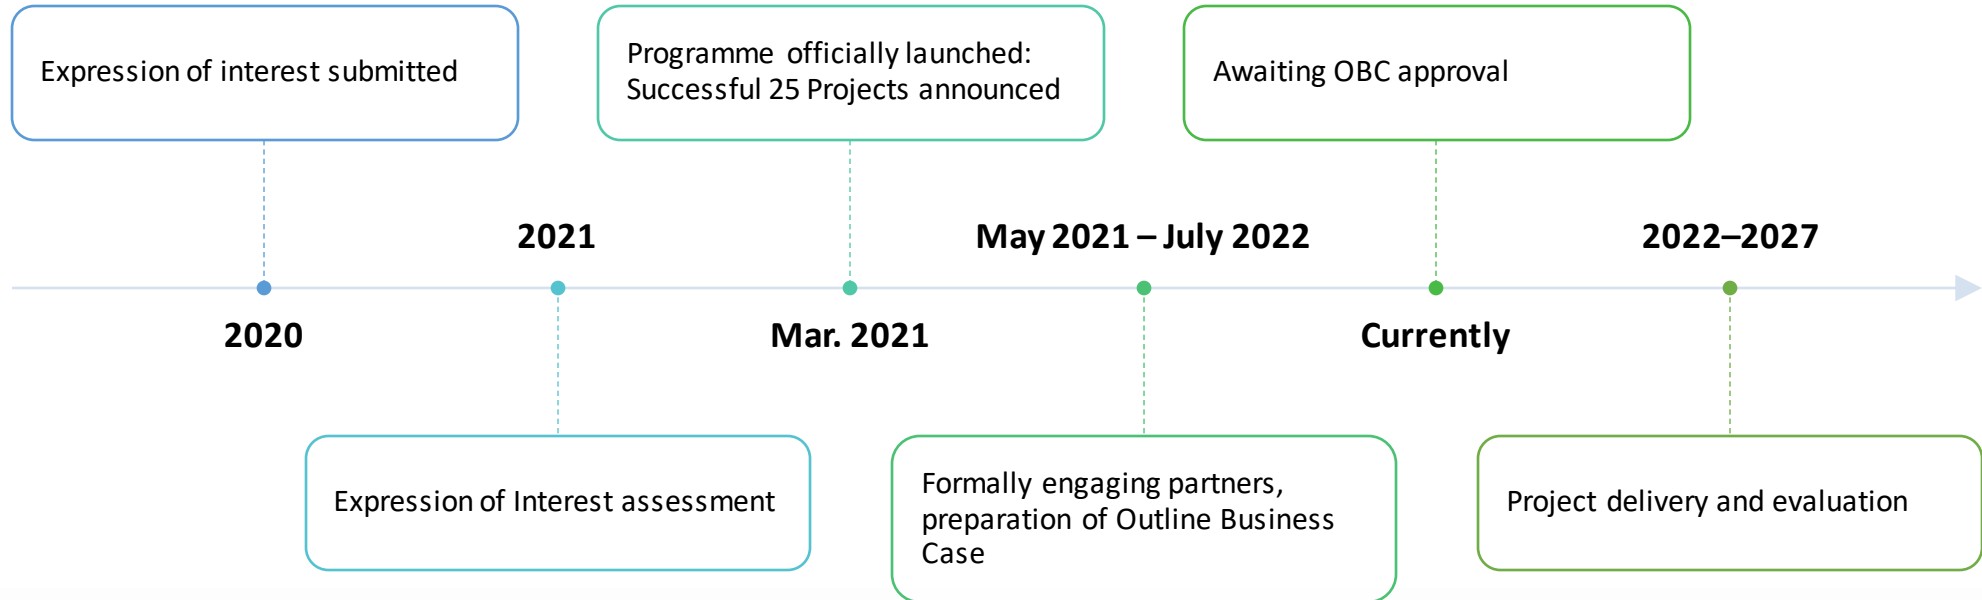 Expression of interest submitted
Programme officially launched:
Successful 25 Projects announced
Awaiting OBC approval
2021
May 2021 – July 2022
2022–2027
2020
Mar. 2021
Currently
Expression of Interest assessment
Formally engaging partners,
preparation of Outline Business
Case
Project delivery and evaluation